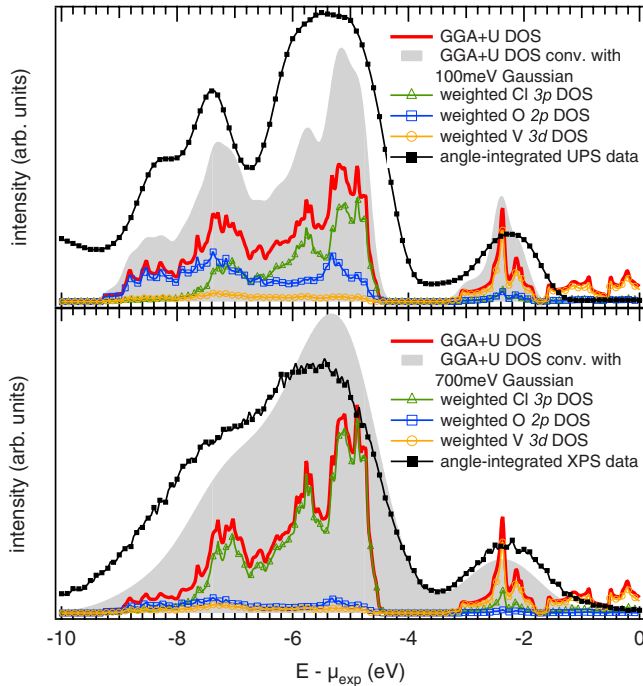 intensity (arb. units)
GGA+U DOS
GGA+U DOS conv. with
100meV Gaussian
weighted Cl 3p DOS
weighted O 2p DOS
weighted V 3d DOS
angle-integrated UPS data
intensity (arb. units)
GGA+U DOS
GGA+U DOS conv. with
700meV Gaussian
weighted Cl 3p DOS
weighted O 2p DOS
weighted V 3d DOS
angle-integrated XPS data
-10 -8 -6 -4 -2 0
E - μexp (eV)